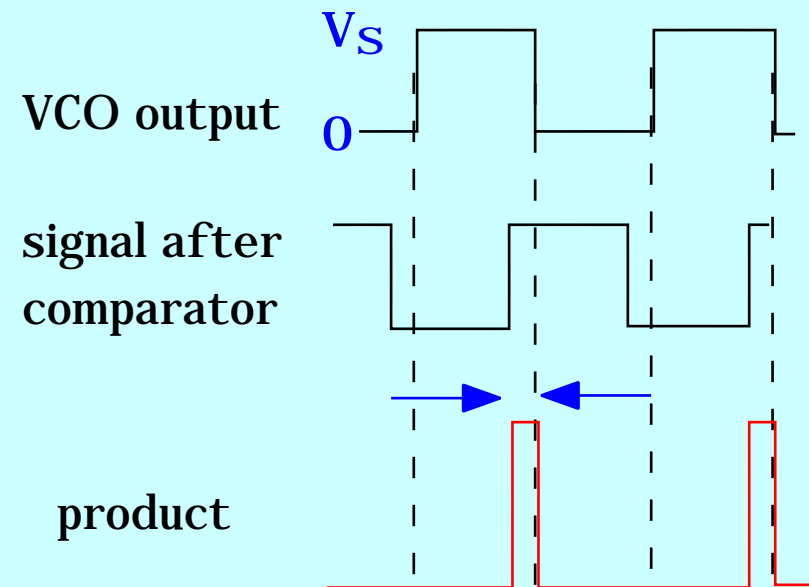 Vs
VCO output
0
signal after
comparator
product